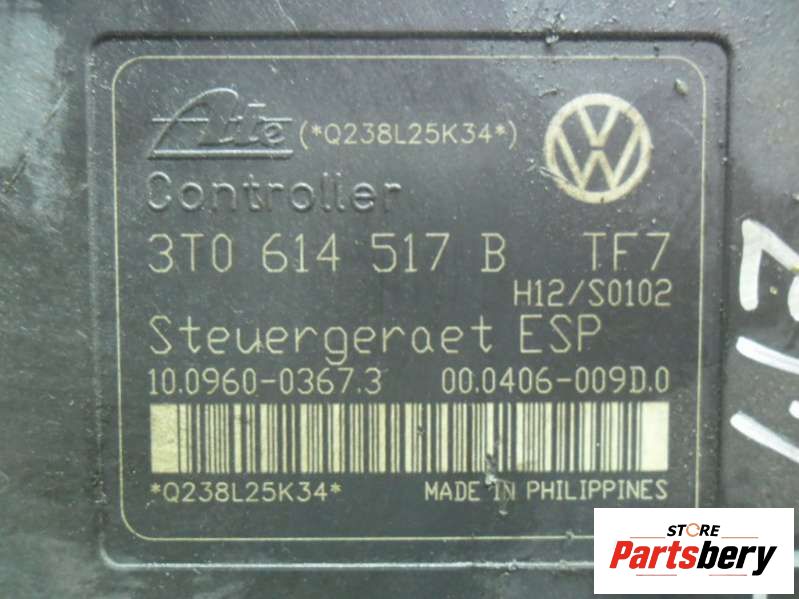 Ate (*Q238L25K34*)
Controller
3T0 614 517 B TF7
H12/S0102
Steuergeraet ESP
10.0960-0367.3 00.0406-009D.0
*Q238L25K34* MADE IN PHILIPPINES
STORE
Partsbery